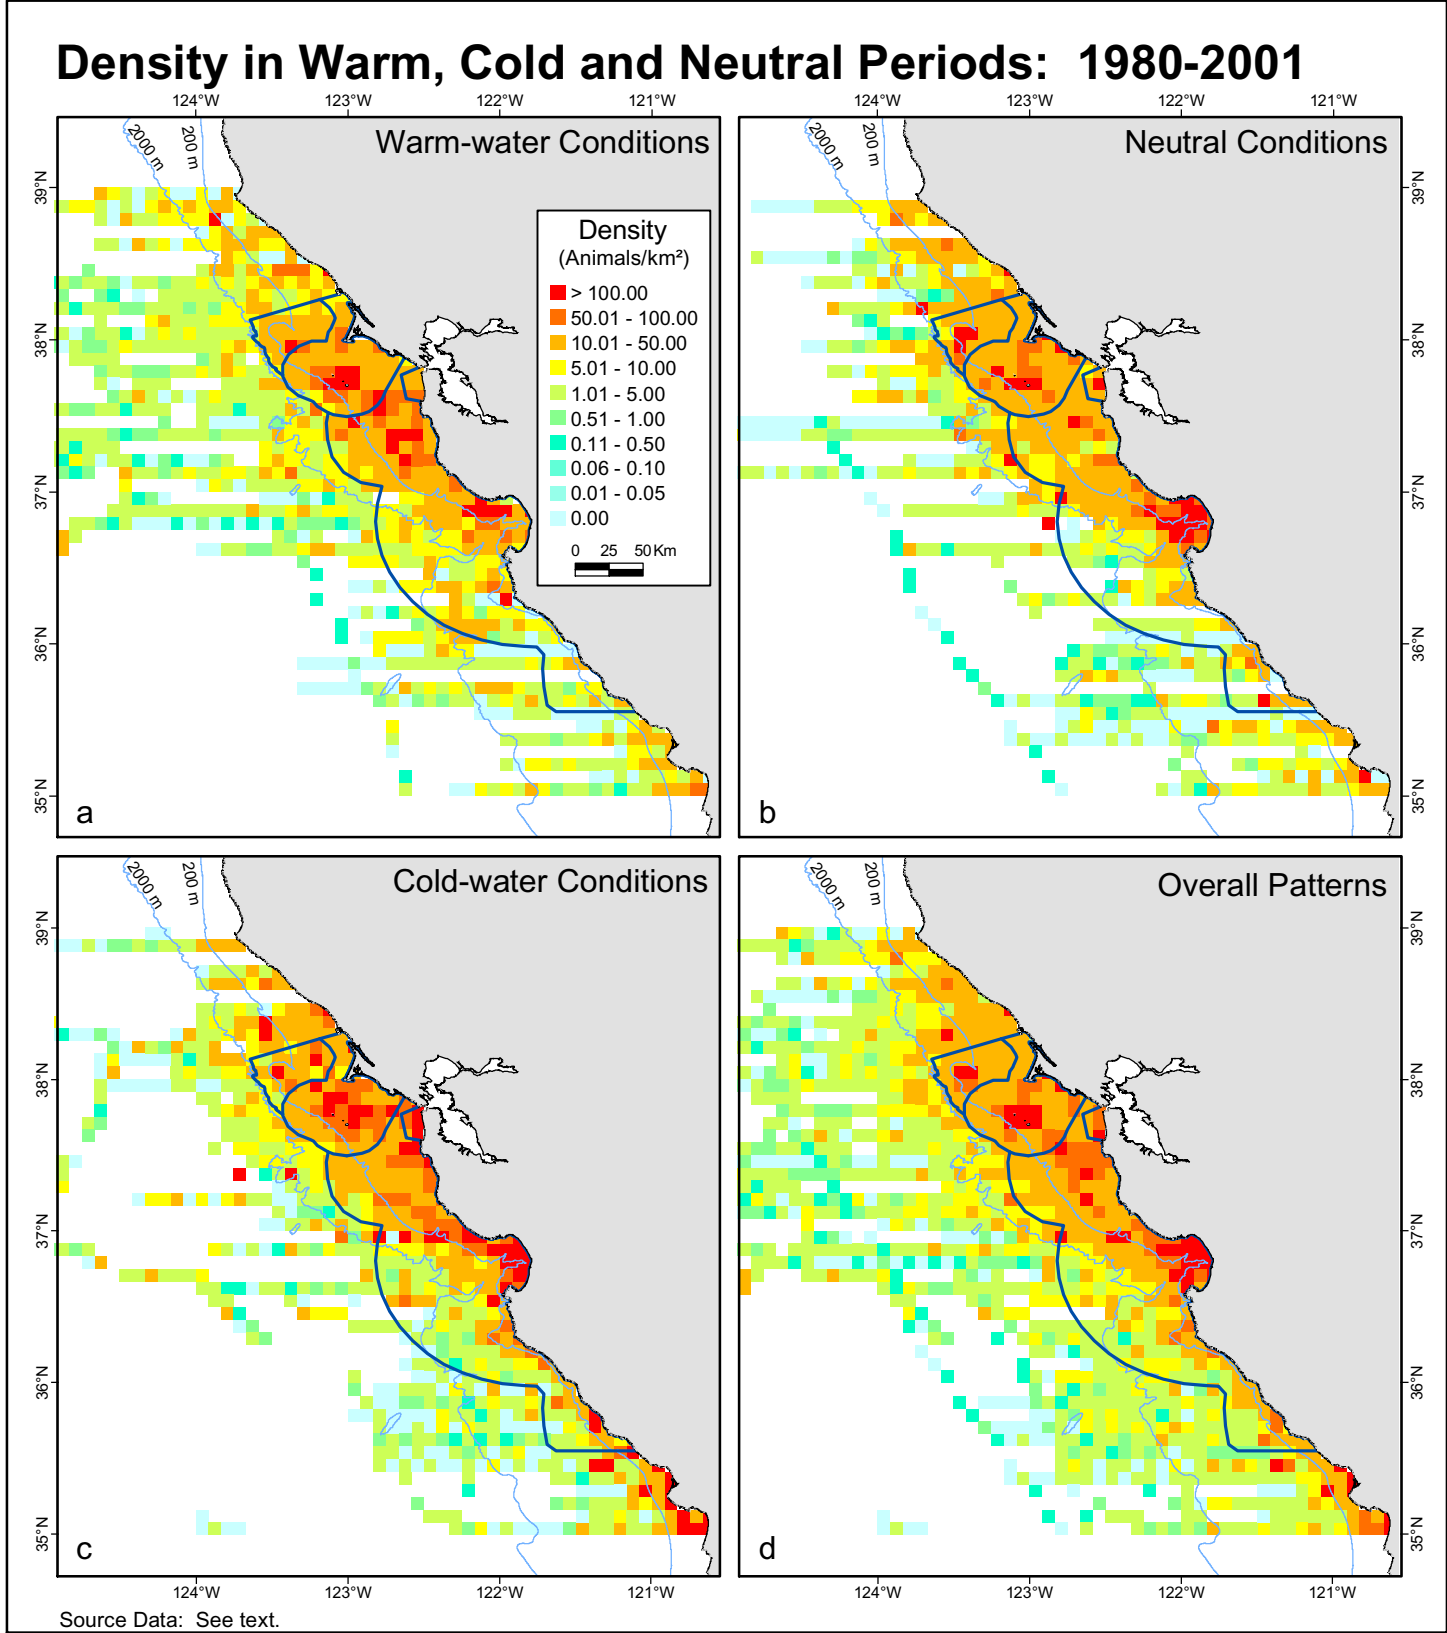 Density in Warm, Cold and Neutral Periods: 1980-2001
124°W 123°W 122°W 121°W 124°W 123°W 122°W 121°W
Warm-water Conditions
2000 m
200 m
39°N
38°N
37°N
36°N
35°N
Density
(Animals/km²)
> 100.00
50.01 - 100.00
10.01 - 50.00
5.01 - 10.00
1.01 - 5.00
0.51 - 1.00
0.11 - 0.50
0.06 - 0.10
0.01 - 0.05
0.00
0 25 50 Km
a
Neutral Conditions
2000 m
200 m
39°N
38°N
37°N
36°N
35°N
b
Cold-water Conditions
2000 m
200 m
39°N
38°N
37°N
36°N
35°N
c
Overall Patterns
2000 m
200 m
39°N
38°N
37°N
36°N
35°N
d
124°W 123°W 122°W 121°W 124°W 123°W 122°W 121°W
Source Data: See text.